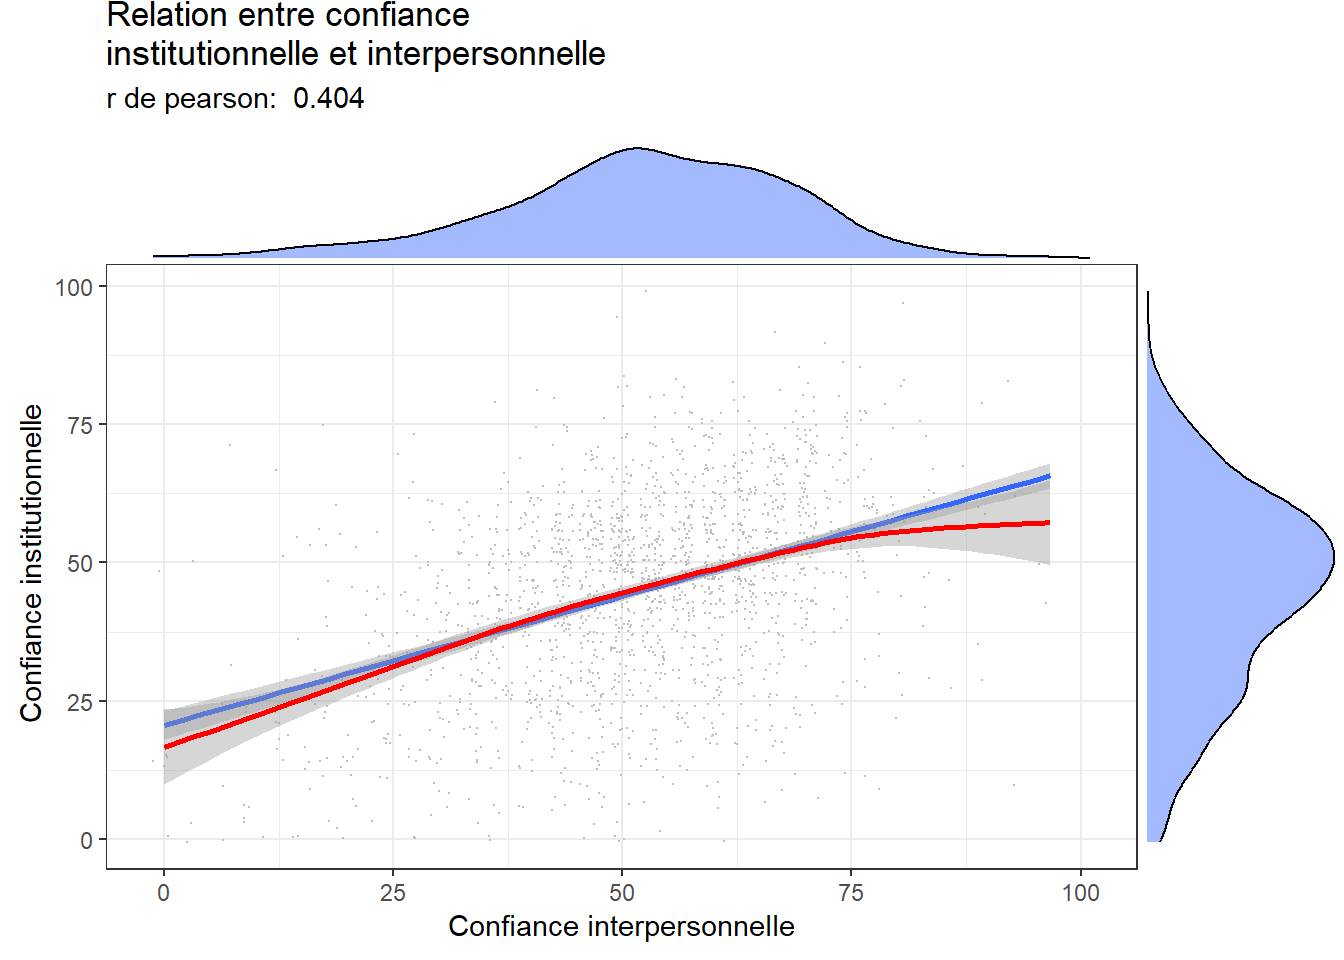 Relation entre confiance
institutionnelle et interpersonnelle
r de pearson:  0.404
100
75
50
25
0
Confiance institutionnelle
0 25 50 75 100
Confiance interpersonnelle